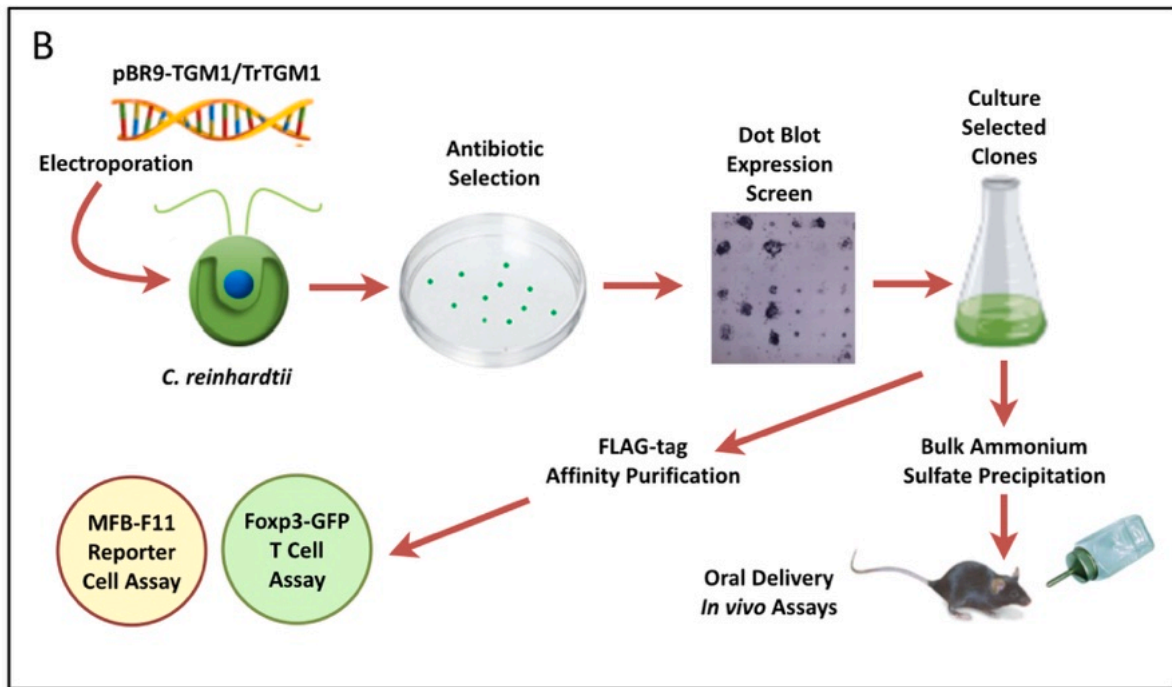 B
pBR9-TGM1/TrTGM1
Electroporation
C. reinhardtii
Antibiotic
Selection
Dot Blot
Expression
Screen
Culture
Selected
Clones
FLAG-tag
Affinity Purification
Bulk Ammonium
Sulfate Precipitation
MFB-F11
Reporter
Cell Assay
Foxp3-GFP
T Cell
Assay
Oral Delivery
In vivo Assays